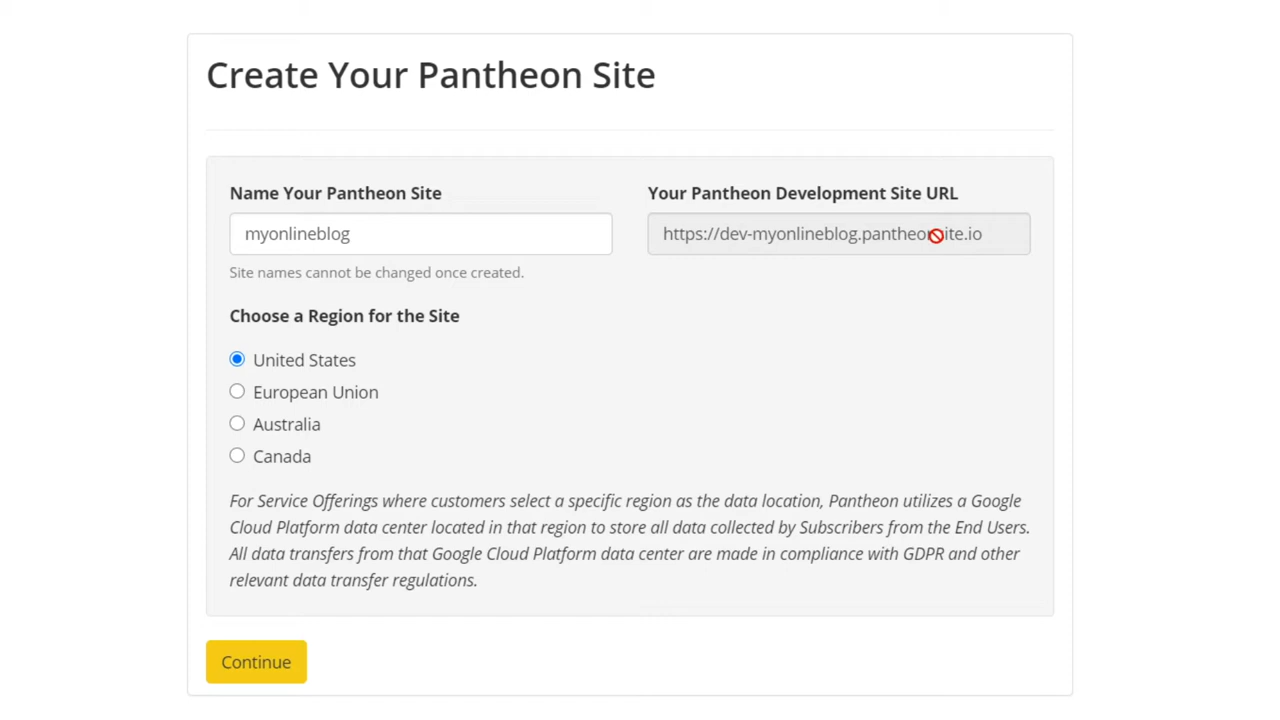 Create Your Pantheon Site
Name Your Pantheon Site
myonlineblog
Site names cannot be changed once created.
Your Pantheon Development Site URL
https://dev-myonlineblog.pantheonsite.io
Choose a Region for the Site
United States
European Union
Australia
Canada
For Service Offerings where customers select a specific region as the data location, Pantheon utilizes a Google
Cloud Platform data center located in that region to store all data collected by Subscribers from the End Users.
All data transfers from that Google Cloud Platform data center are made in compliance with GDPR and other
relevant data transfer regulations.
Continue